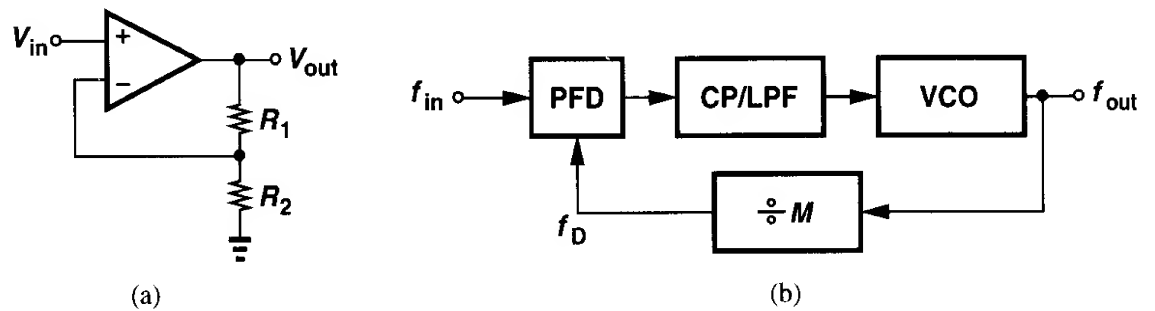 V_in + − V_out
R_1
R_2
(a)
f_in PFD CP/LPF VCO f_out
÷ M
f_D
(b)